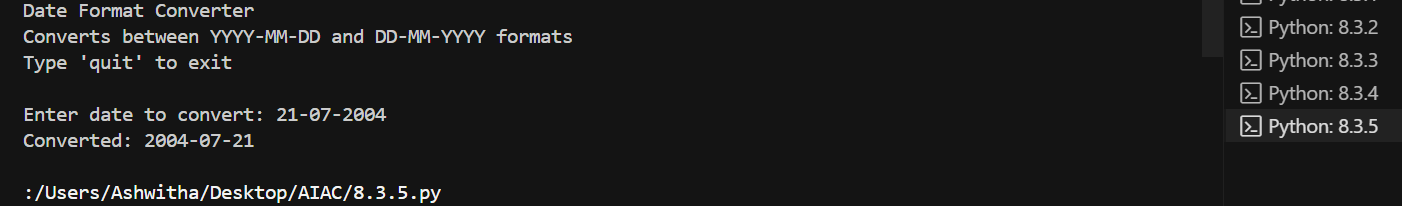 Date Format Converter
Converts between YYYY-MM-DD and DD-MM-YYYY formats
Type 'quit' to exit
Enter date to convert: 21-07-2004
Converted: 2004-07-21
:/Users/Ashwitha/Desktop/AIAC/8.3.5.py
Python: 8.3.2
Python: 8.3.3
Python: 8.3.4
Python: 8.3.5